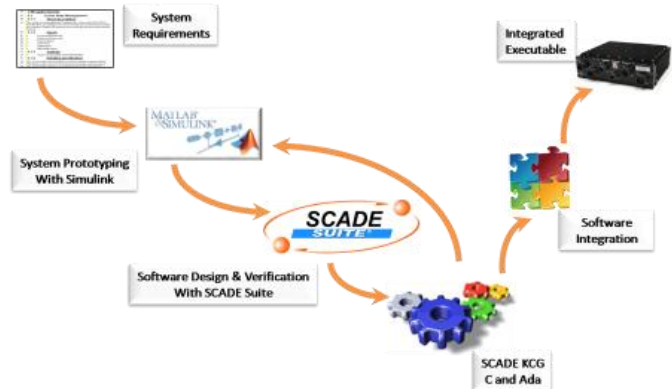 System
Requirements
Integrated
Executable
MATLAB
&SIMULINK®
System Prototyping
With Simulink
SCADE
SUITE®
Software
Integration
Software Design & Verification
With SCADE Suite
SCADE KCG
C and Ada